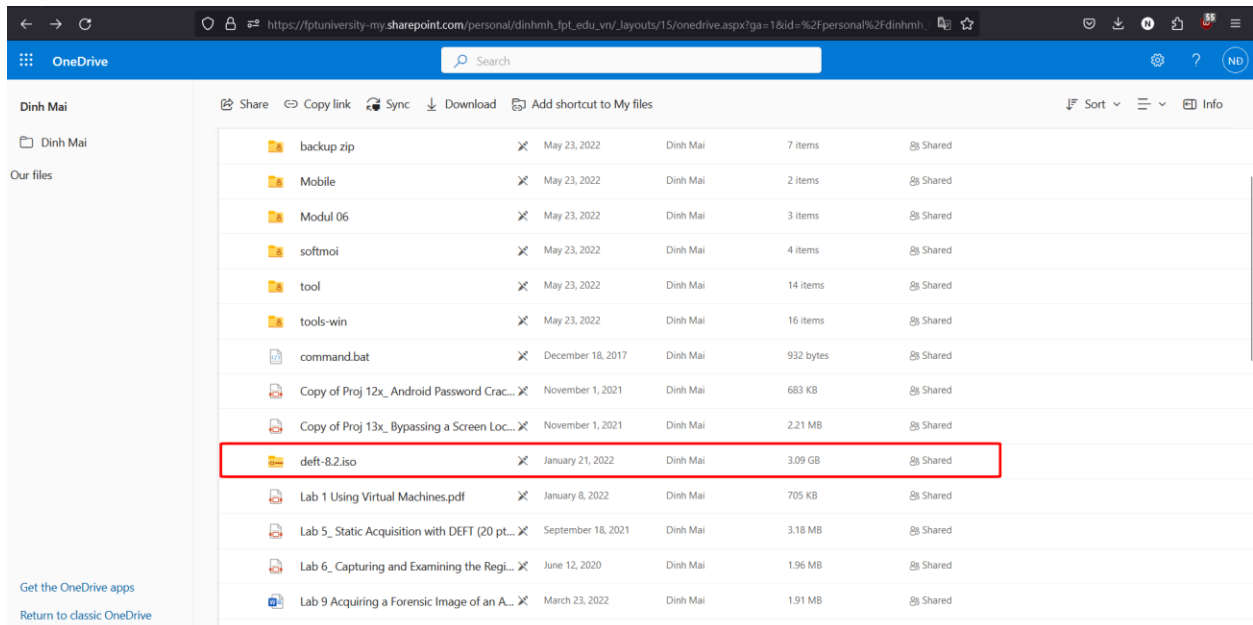 https://fptuniversity-my.sharepoint.com/personal/dinhmh_fpt_edu_vn/_layouts/15/onedrive.aspx?ga=1&id=%2Fpersonal%2Fdinhmh_
N
55
OneDrive
Search
NĐ
Dinh Mai
Share Copy link Sync Download Add shortcut to My files Sort Info
Dinh Mai
Our files
backup zip May 23, 2022 Dinh Mai 7 items Shared
Mobile May 23, 2022 Dinh Mai 2 items Shared
Modul 06 May 23, 2022 Dinh Mai 3 items Shared
softmoi May 23, 2022 Dinh Mai 4 items Shared
tool May 23, 2022 Dinh Mai 14 items Shared
tools-win May 23, 2022 Dinh Mai 16 items Shared
command.bat December 18, 2017 Dinh Mai 932 bytes Shared
Copy of Proj 12x_ Android Password Crac... November 1, 2021 Dinh Mai 683 KB Shared
Copy of Proj 13x_ Bypassing a Screen Loc... November 1, 2021 Dinh Mai 2.21 MB Shared
deft-8.2.iso January 21, 2022 Dinh Mai 3.09 GB Shared
Lab 1 Using Virtual Machines.pdf January 8, 2022 Dinh Mai 705 KB Shared
Lab 5_ Static Acquisition with DEFT (20 pt... September 18, 2021 Dinh Mai 3.18 MB Shared
Lab 6_ Capturing and Examining the Regi... June 12, 2020 Dinh Mai 1.96 MB Shared
Lab 9 Acquiring a Forensic Image of an A... March 23, 2022 Dinh Mai 1.91 MB Shared
Get the OneDrive apps
Return to classic OneDrive